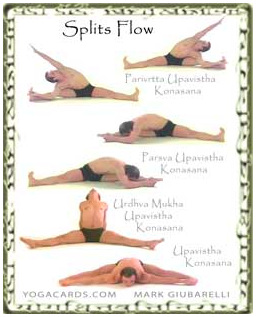 Splits Flow
Parivrtta Upavistha
Konasana
Parsva Upavistha
Konasana
Urdhva Mukha
Upavistha
Konasana
Upavistha
Konasana
YOGACARDS.COM MARK GIUBARELLI